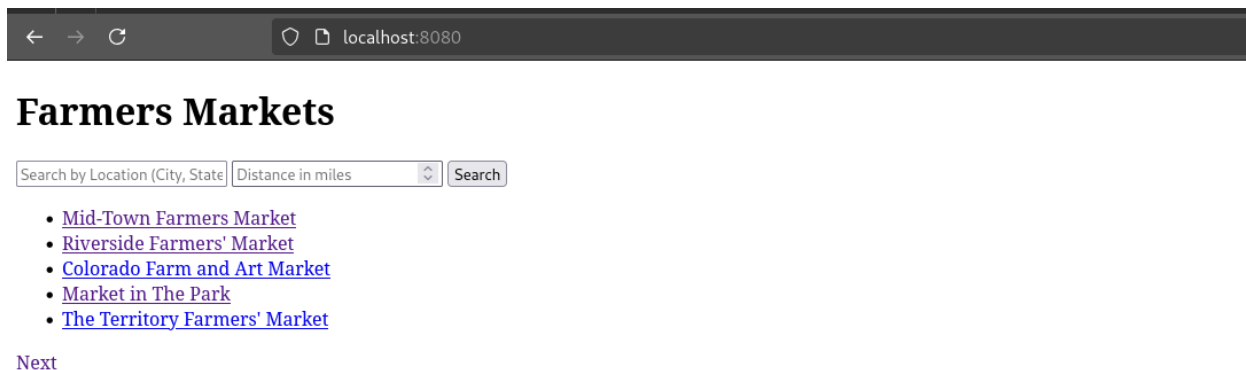 localhost:8080
Farmers Markets
Search by Location (City, State Distance in miles Search
Mid-Town Farmers Market
Riverside Farmers' Market
Colorado Farm and Art Market
Market in The Park
The Territory Farmers' Market
Next